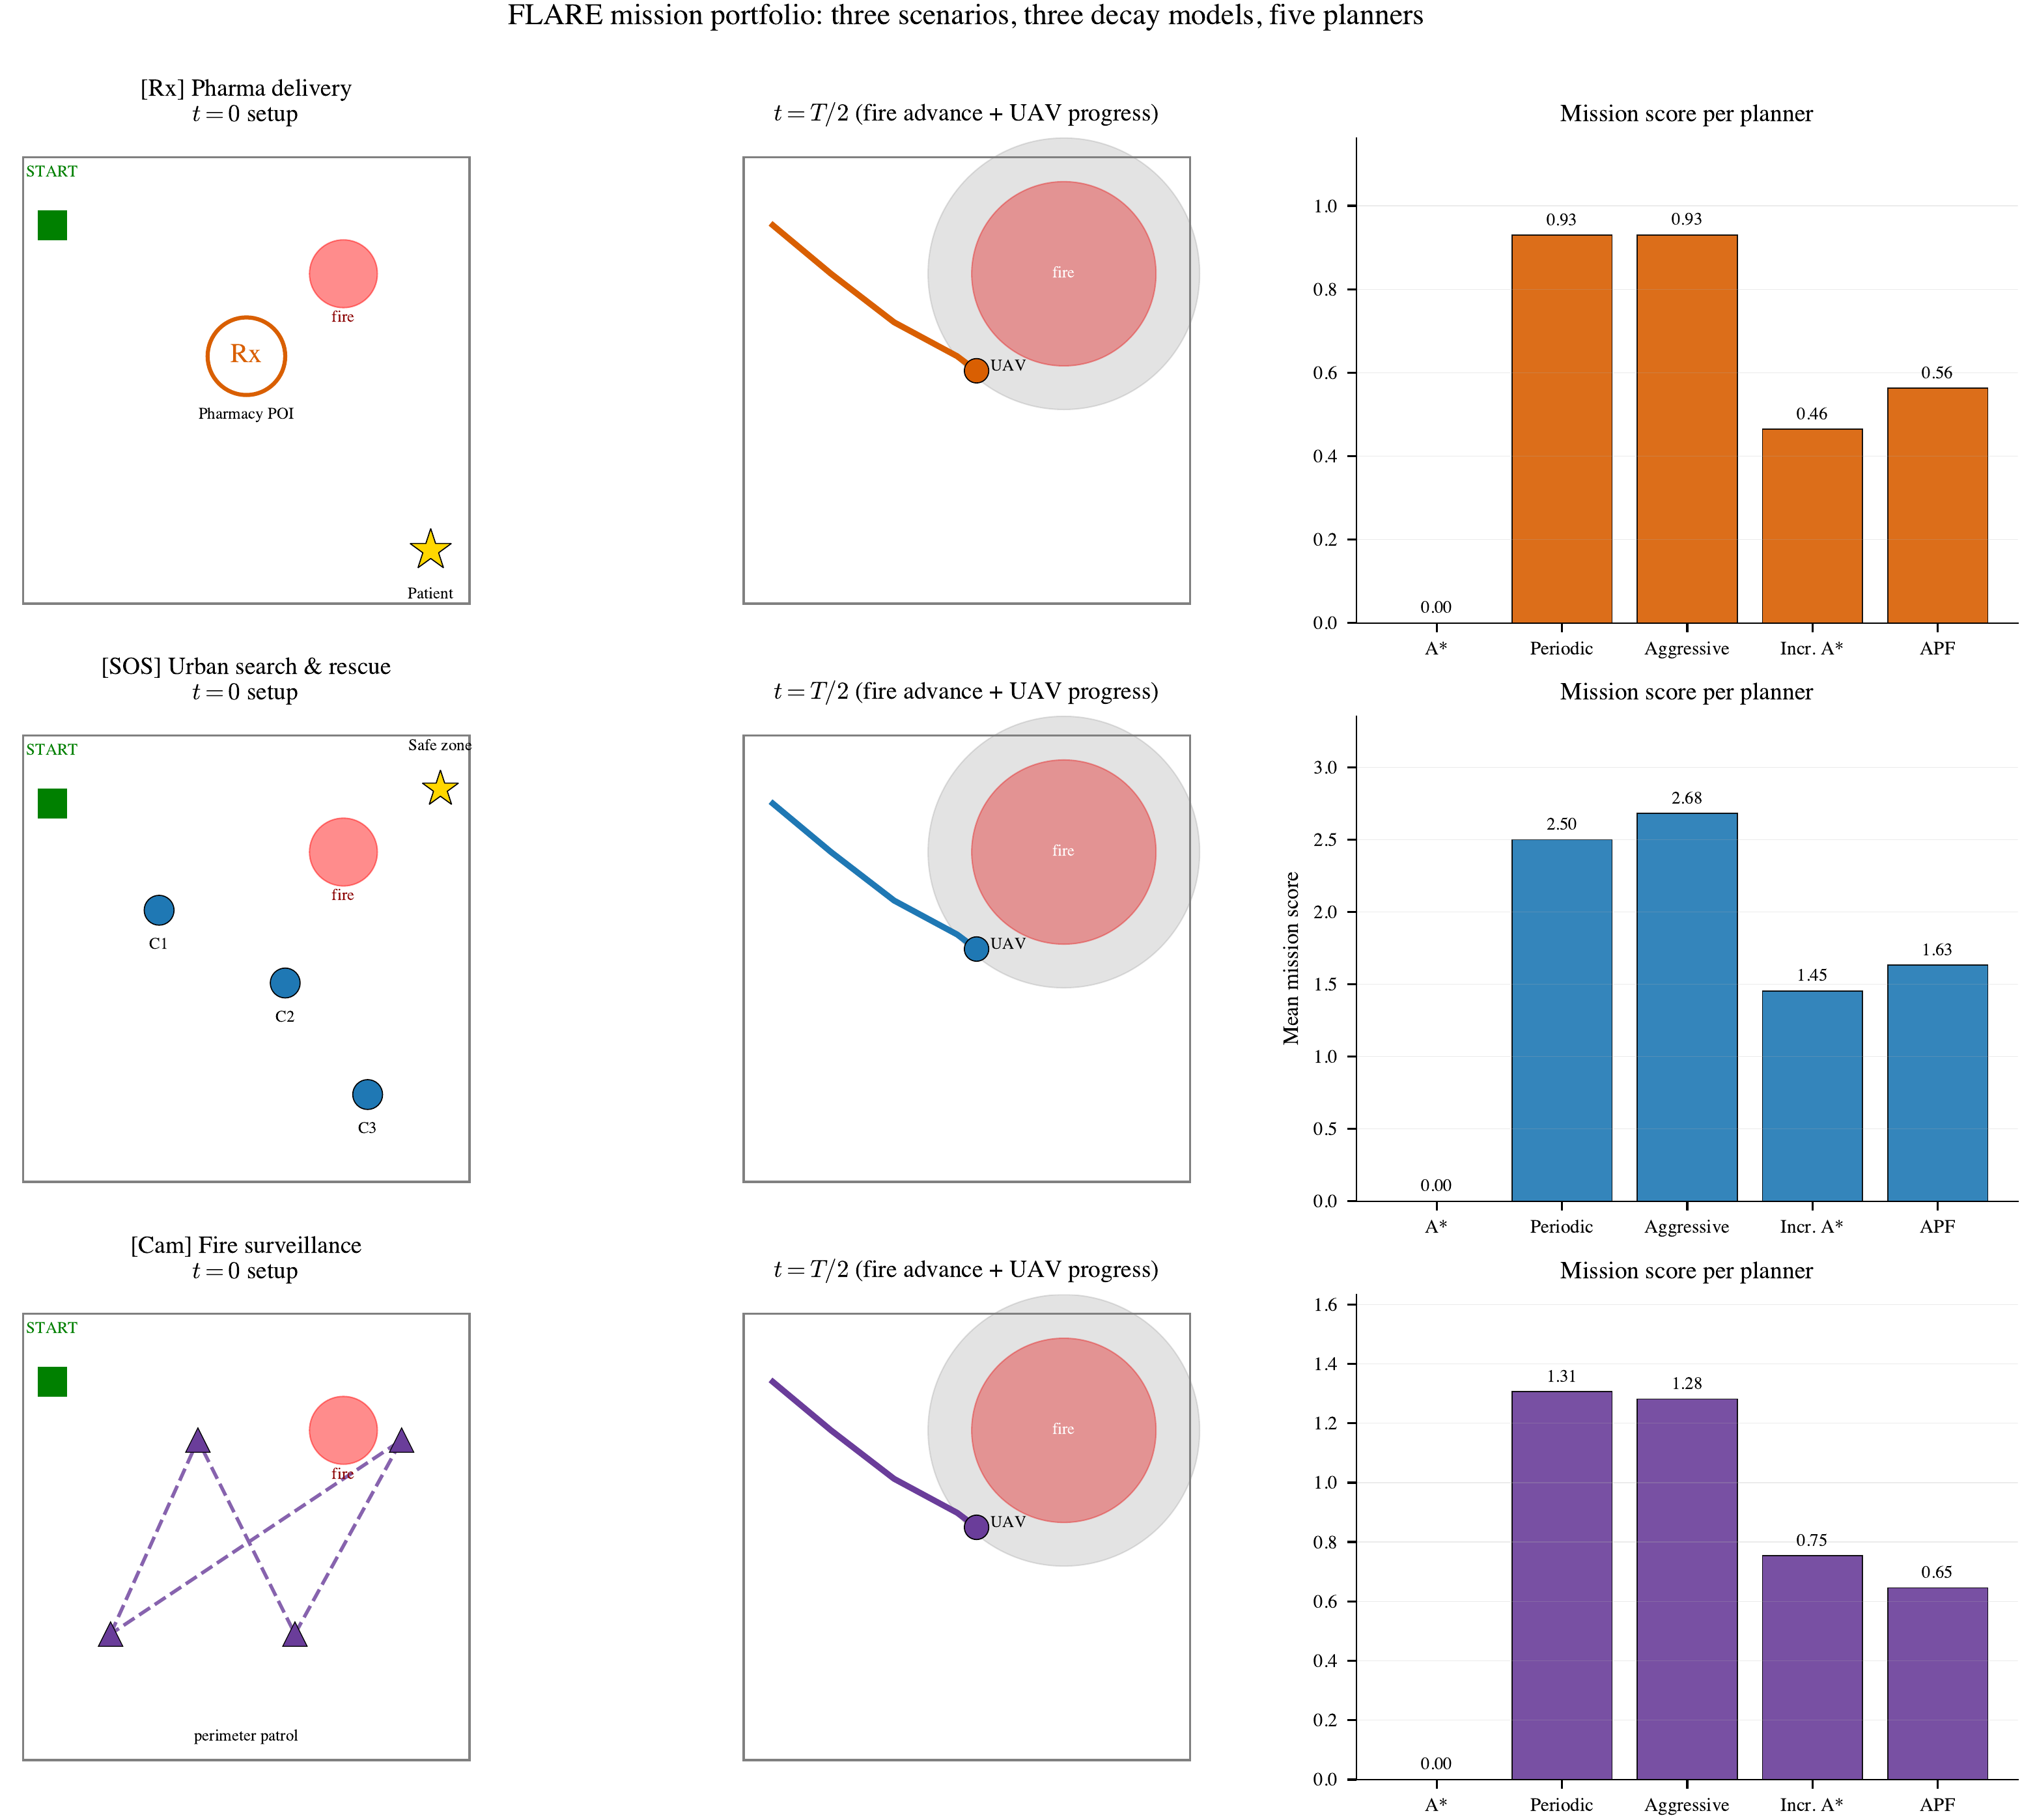 FLARE mission portfolio: three scenarios, three decay models, five planners
[Rx] Pharma delivery
t = 0 setup
START
fire
Rx
Pharmacy POI
Patient
t = T/2 (fire advance + UAV progress)
fire
UAV
Mission score per planner
1.0
0.8
0.6
0.4
0.2
0.0
0.00
0.93
0.93
0.46
0.56
A*
Periodic
Aggressive
Incr. A*
APF
[SOS] Urban search & rescue
t = 0 setup
START
Safe zone
fire
C1
C2
C3
t = T/2 (fire advance + UAV progress)
fire
UAV
Mission score per planner
Mean mission score
3.0
2.5
2.0
1.5
1.0
0.5
0.0
0.00
2.50
2.68
1.45
1.63
A*
Periodic
Aggressive
Incr. A*
APF
[Cam] Fire surveillance
t = 0 setup
START
fire
perimeter patrol
t = T/2 (fire advance + UAV progress)
fire
UAV
Mission score per planner
1.6
1.4
1.2
1.0
0.8
0.6
0.4
0.2
0.0
0.00
1.31
1.28
0.75
0.65
A*
Periodic
Aggressive
Incr. A*
APF